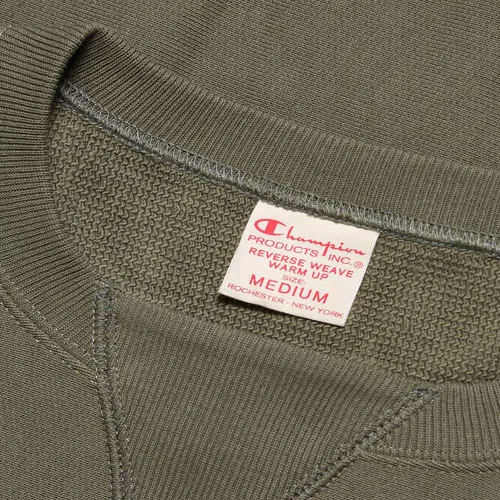 Champion
PRODUCTS INC.®
REVERSE WEAVE
WARM UP
SIZE:
MEDIUM
ROCHESTER · NEW YORK